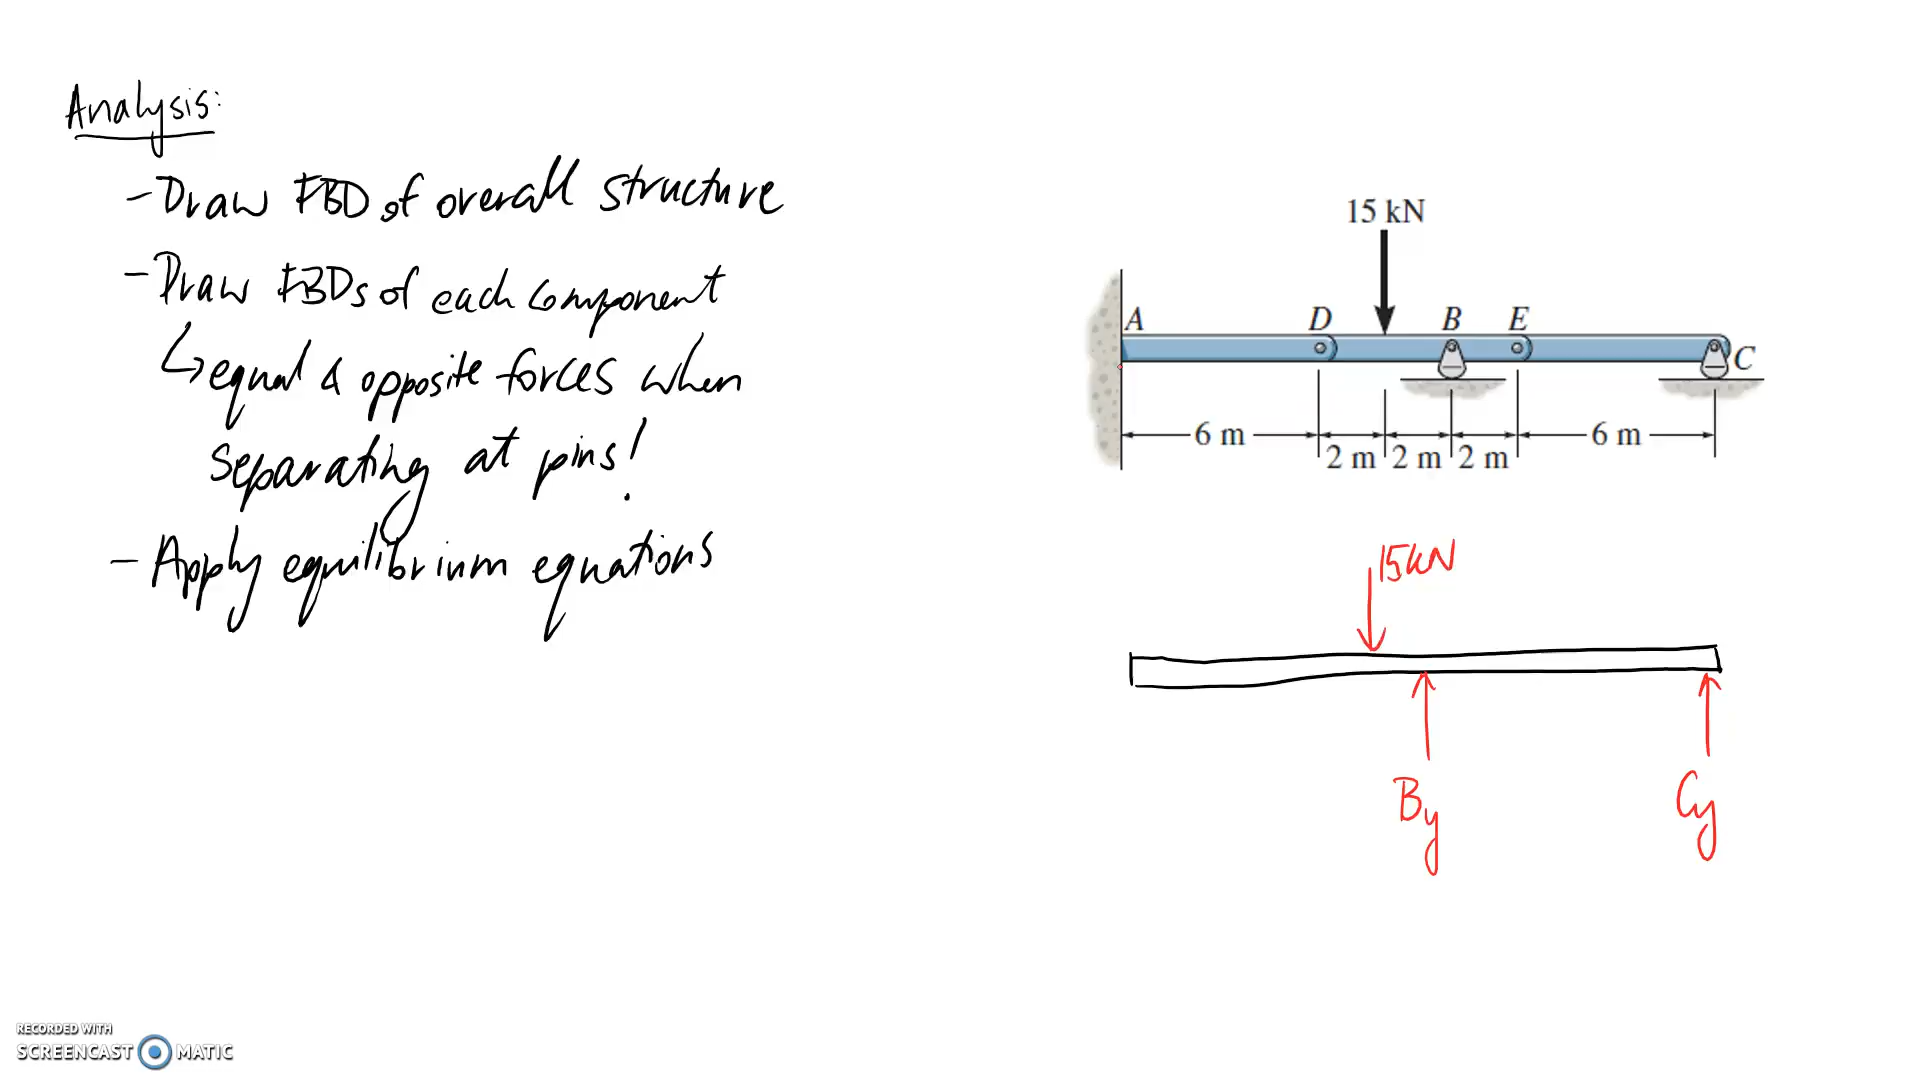 Analysis:
- Draw FBD of overall structure
- Draw FBDs of each component
↳ equal & opposite forces when
separating at pins!
- Apply equilibrium equations
15 kN
A D B E
C
6 m 6 m
2 m 2 m 2 m
15kN
By Cy
RECORDED WITH
SCREENCAST MATIC